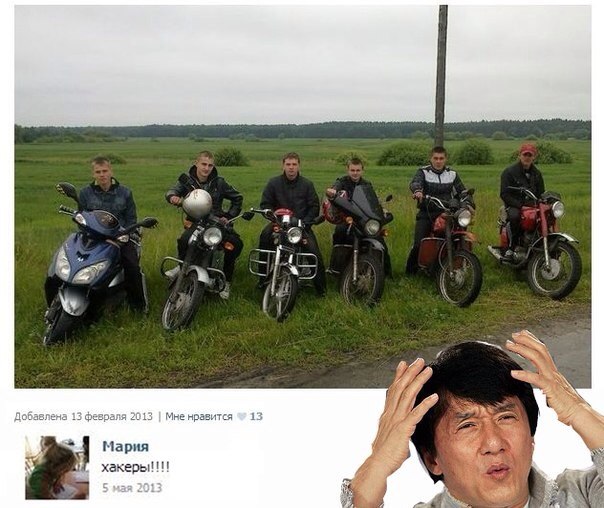 Добавлена 13 февраля 2013 | Мне нравится 13
Мария
хакеры!!!!
5 мая 2013